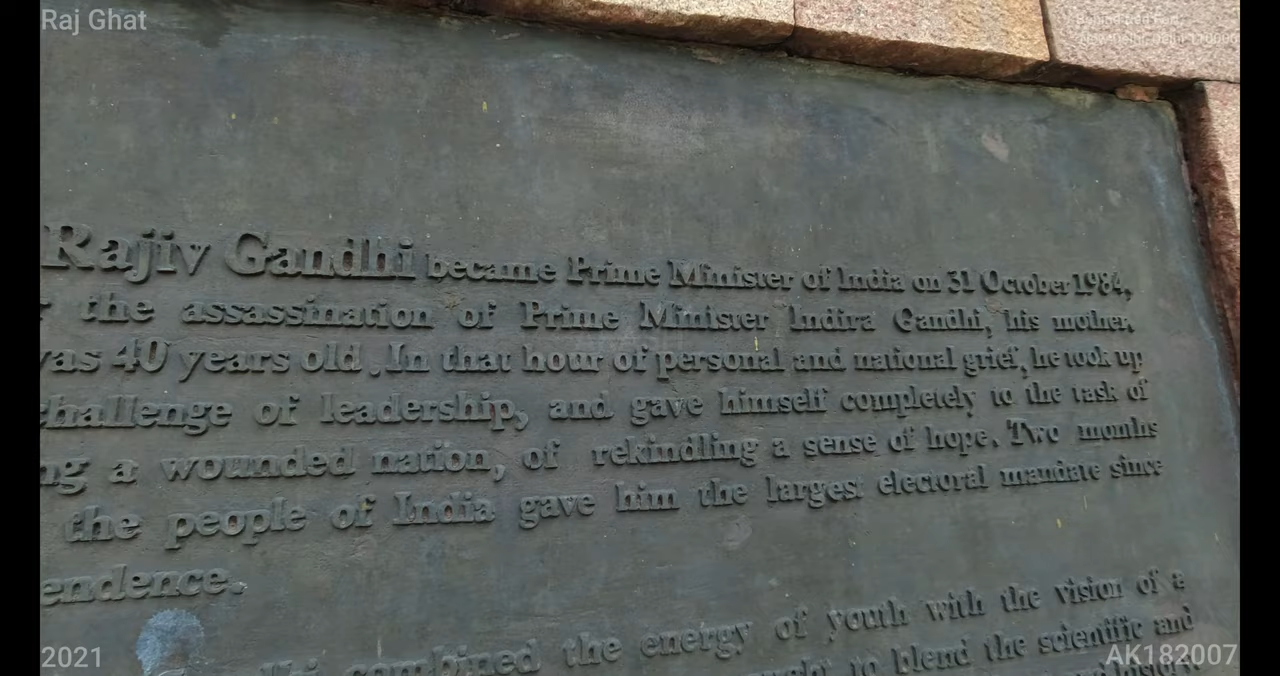 Raj Ghat
Rajiv Gandhi became Prime Minister of India on 31 October 1984,
the assassination of Prime Minister Indira Gandhi, his mother.
was 40 years old. In that hour of personal and national grief, he took up
challenge of leadership, and gave himself completely to the task of
ng a wounded nation, of rekindling a sense of hope. Two months
the people of India gave him the largest electoral mandate since
endence.
combined the energy of youth with the vision of a
to blend the scientific and
2021
AK182007